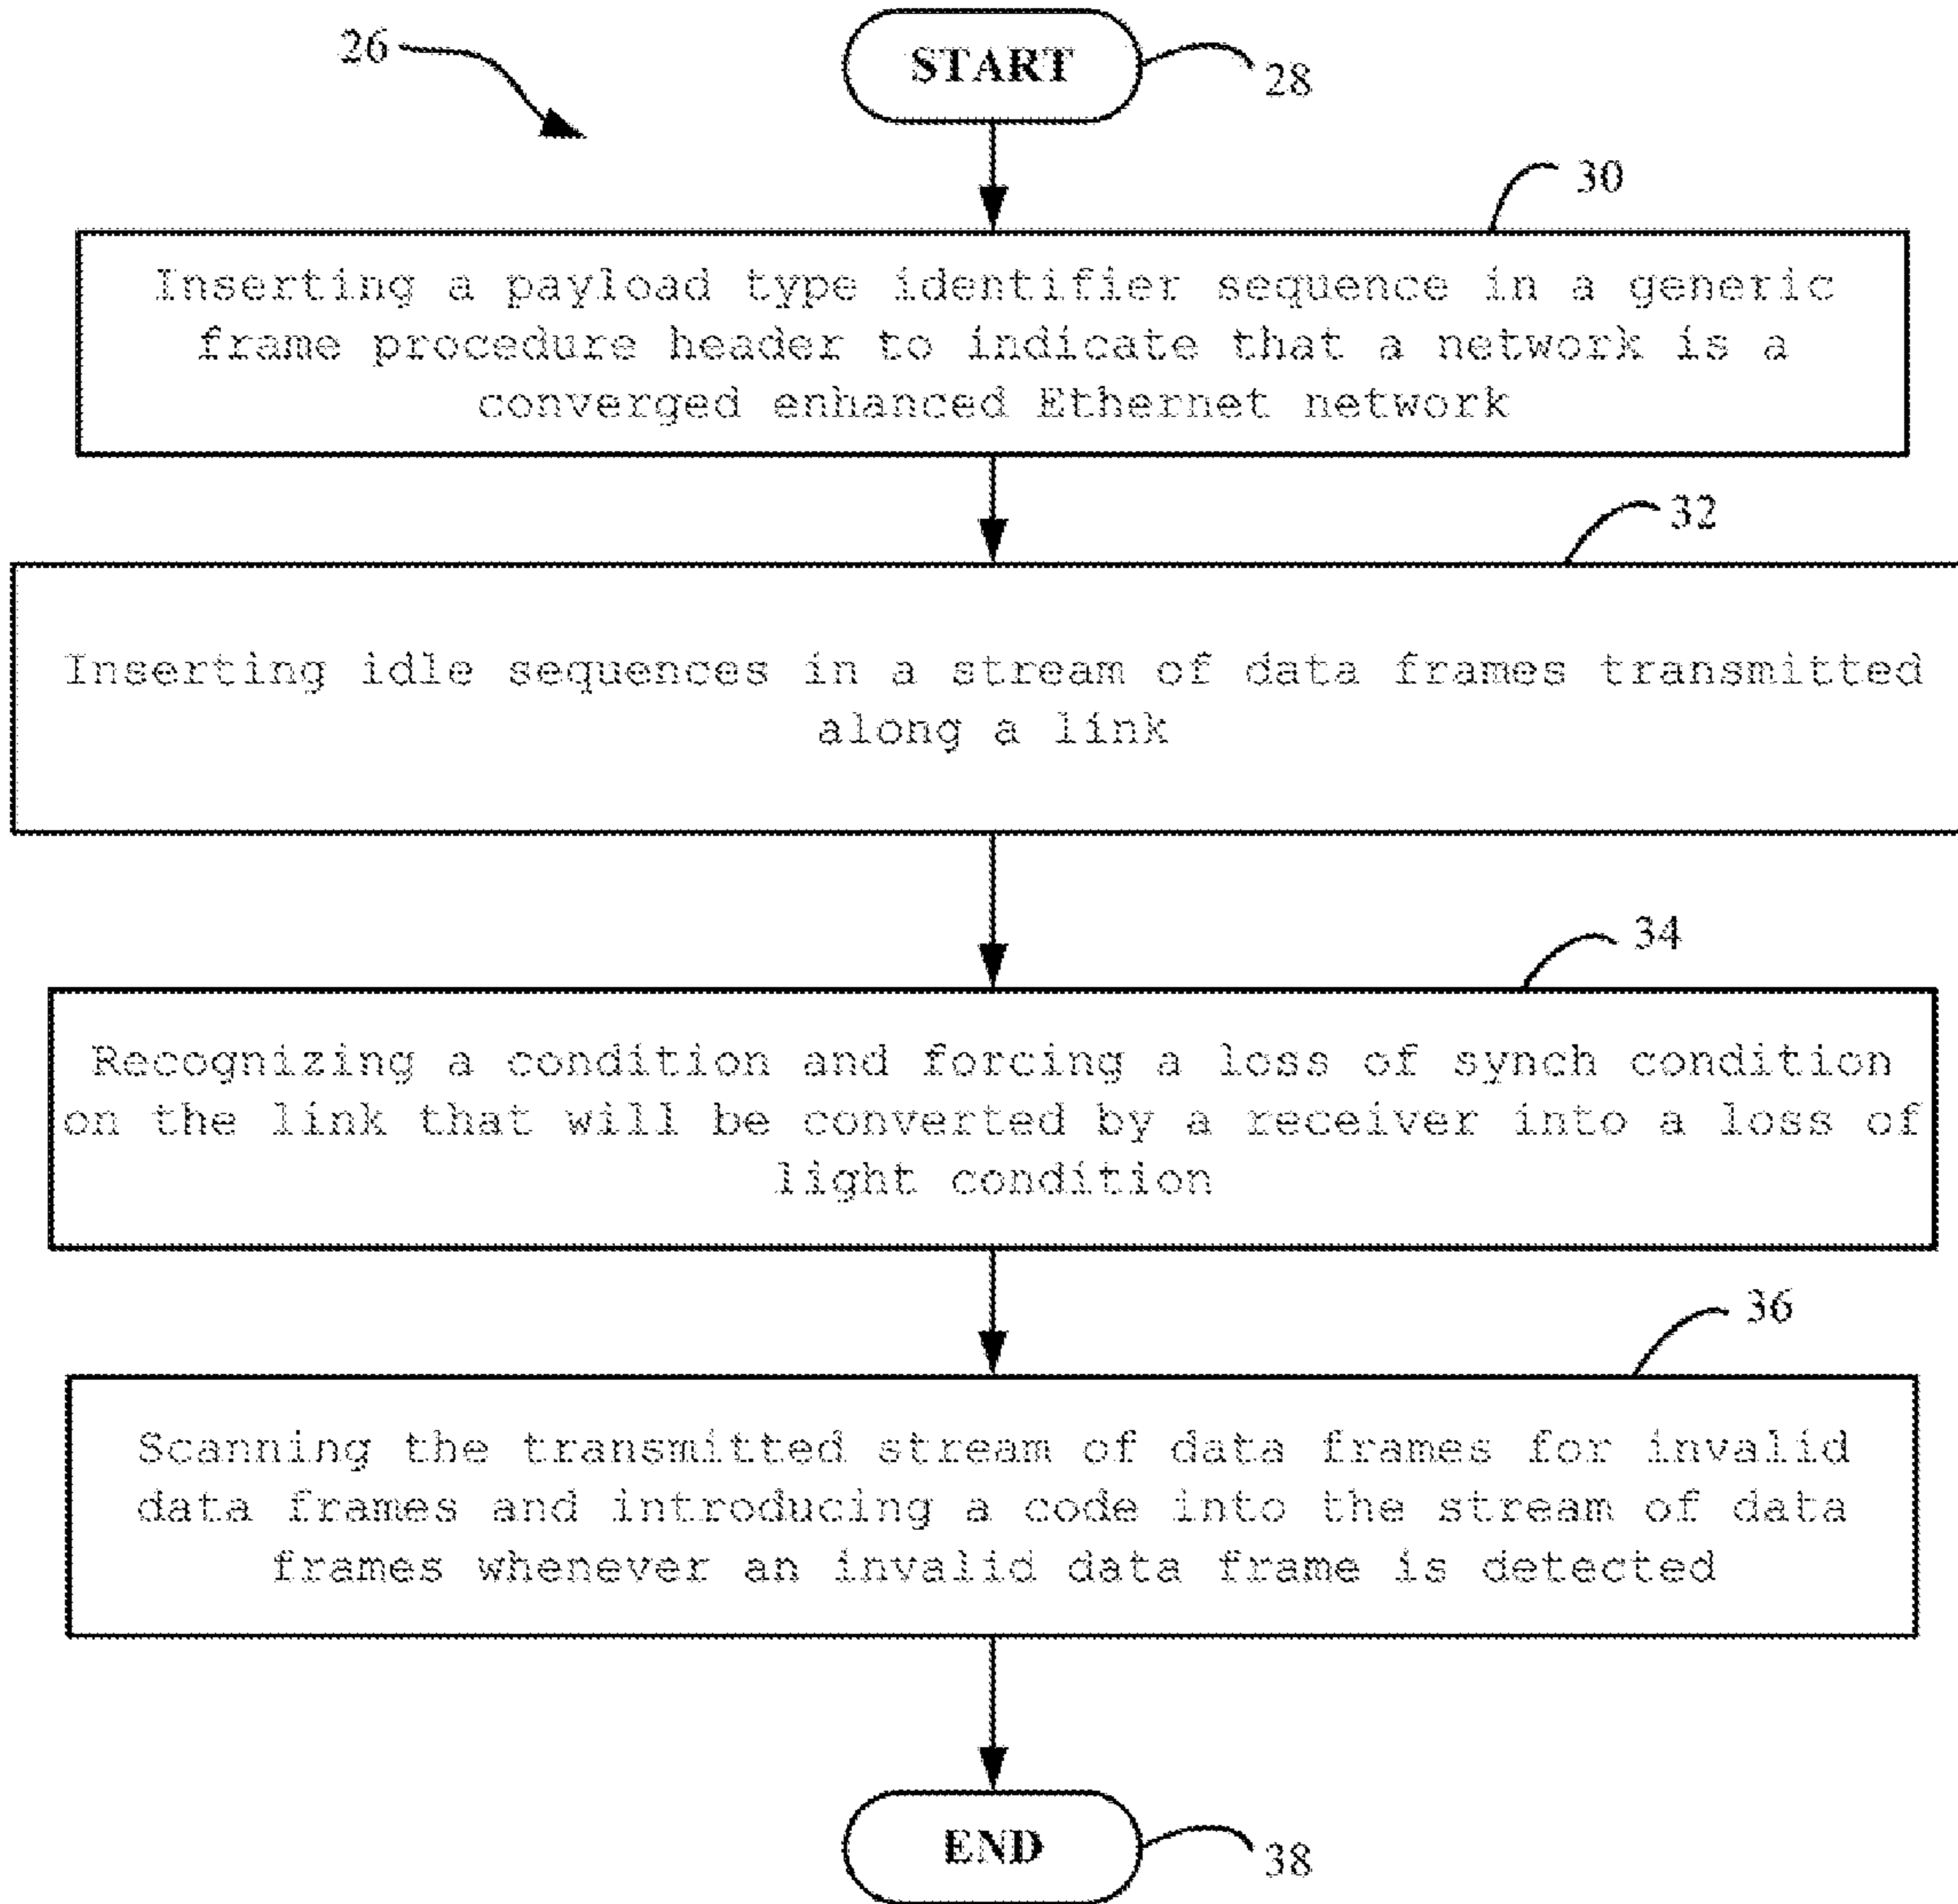 26
START
28
30
Inserting a payload type identifier sequence in a generic
frame procedure header to indicate that a network is a
converged enhanced Ethernet network
32
Inserting idle sequences in a stream of data frames transmitted
along a link
34
Recognizing a condition and forcing a loss of synch condition
on the link that will be converted by a receiver into a loss of
light condition
36
Scanning the transmitted stream of data frames for invalid
data frames and introducing a code into the stream of data
frames whenever an invalid data frame is detected
END
38